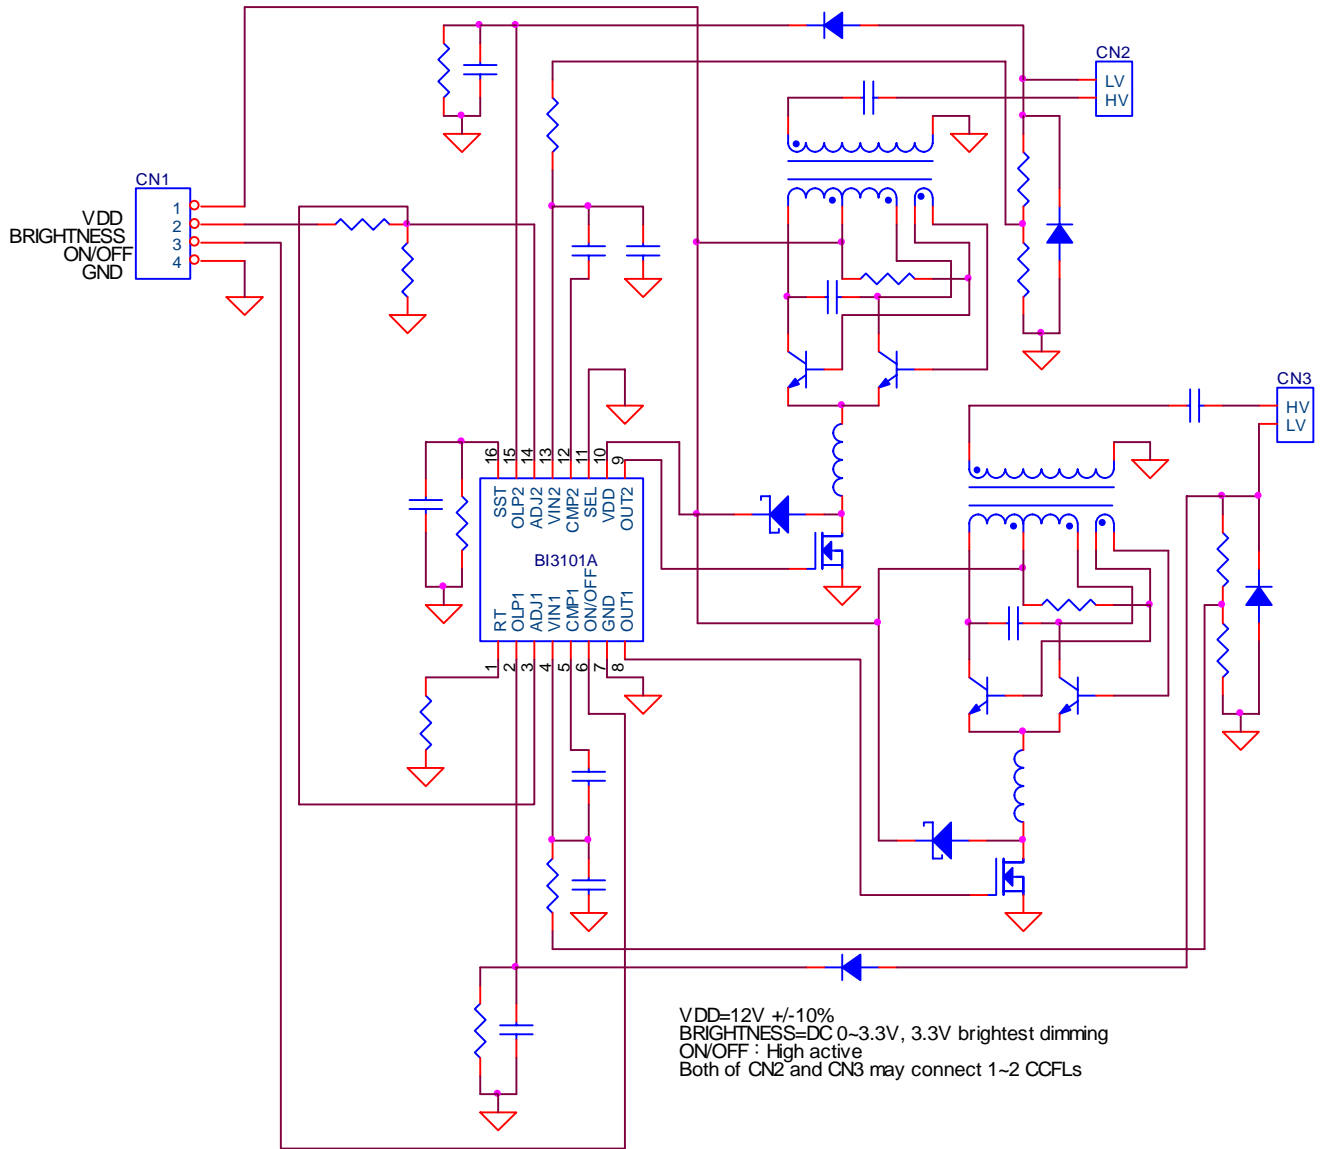 CN2
LV
HV
CN1
VDD 1
BRIGHTNESS 2
ON/OFF 3
GND 4
CN3
HV
LV
16 15 14 13 12 11 10 9
SST OLP2 ADJ2 VIN2 CMP2 SEL VDD OUT2
BI3101A
RT OLP1 ADJ1 VIN1 CMP1 ON/OFF GND OUT1
1 2 3 4 5 6 7 8
VDD=12V +/-10%
BRIGHTNESS=DC 0~3.3V, 3.3V brightest dimming
ON/OFF : High active
Both of CN2 and CN3 may connect 1~2 CCFLs